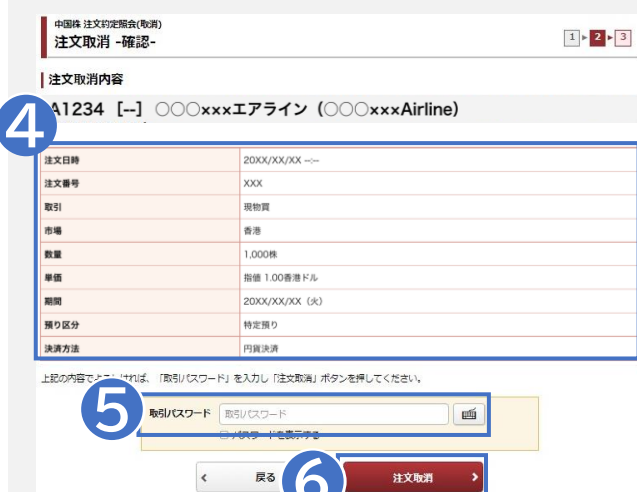 中国株 注文約定照会(取消)
注文取消 -確認-
1 2 3
注文取消内容
A1234 [--] ○○○×××エアライン（○○○×××Airline）
4
注文日時 20XX/XX/XX --:--
注文番号 XXX
取引 現物買
市場 香港
数量 1,000株
単価 指値 1.00香港ドル
期間 20XX/XX/XX（火）
預り区分 特定預り
決済方法 円貨決済
上記の内容でよろしければ、「取引パスワード」を入力し「注文取消」ボタンを押してください。
5
取引パスワード 取引パスワード
パスワードを表示する
戻る 6 注文取消